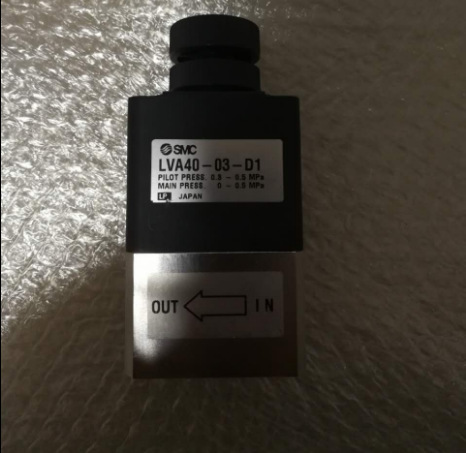 SMC
LVA40-03-D1
PILOT PRESS. 0.3 - 0.5 MPa
MAIN PRESS. 0 - 0.5 MPa
LP JAPAN
OUT IN